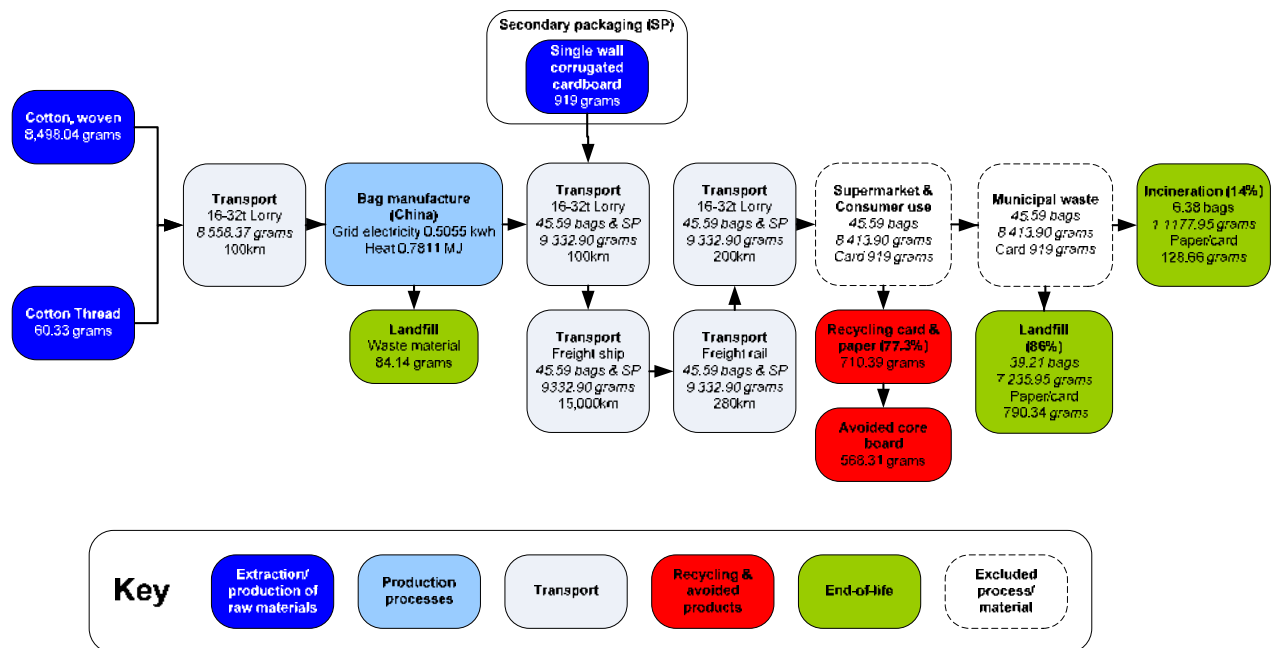 Secondary packaging (SP)
Single wall
corrugated
cardboard
919 grams
Cotton, woven
8,498.04 grams
Cotton Thread
60.33 grams
Transport
16-32t Lorry
8 558.37 grams
100km
Bag manufacture
(China)
Grid electricity 0.5055 kwh
Heat 0.7811 MJ
Landfill
Waste material
84.14 grams
Transport
16-32t Lorry
45.59 bags & SP
9 332.90 grams
100km
Transport
Freight ship
45.59 bags & SP
9332.90 grams
15,000km
Transport
Freight rail
45.59 bags & SP
9 332.90 grams
280km
Transport
16-32t Lorry
45.59 bags & SP
9 332.90 grams
200km
Supermarket &
Consumer use
45.59 bags
8 413.90 grams
Card 919 grams
Recycling card &
paper (77.3%)
710.39 grams
Avoided core
board
568.31 grams
Municipal waste
45.59 bags
8 413.90 grams
Card 919 grams
Incineration (14%)
6.38 bags
1 1177.95 grams
Paper/card
128.66 grams
Landfill
(86%)
39.21 bags
7 235.95 grams
Paper/card
790.34 grams
Key
Extraction/
production of
raw materials
Production
processes
Transport
Recycling &
avoided
products
End-of-life
Excluded
process/
material